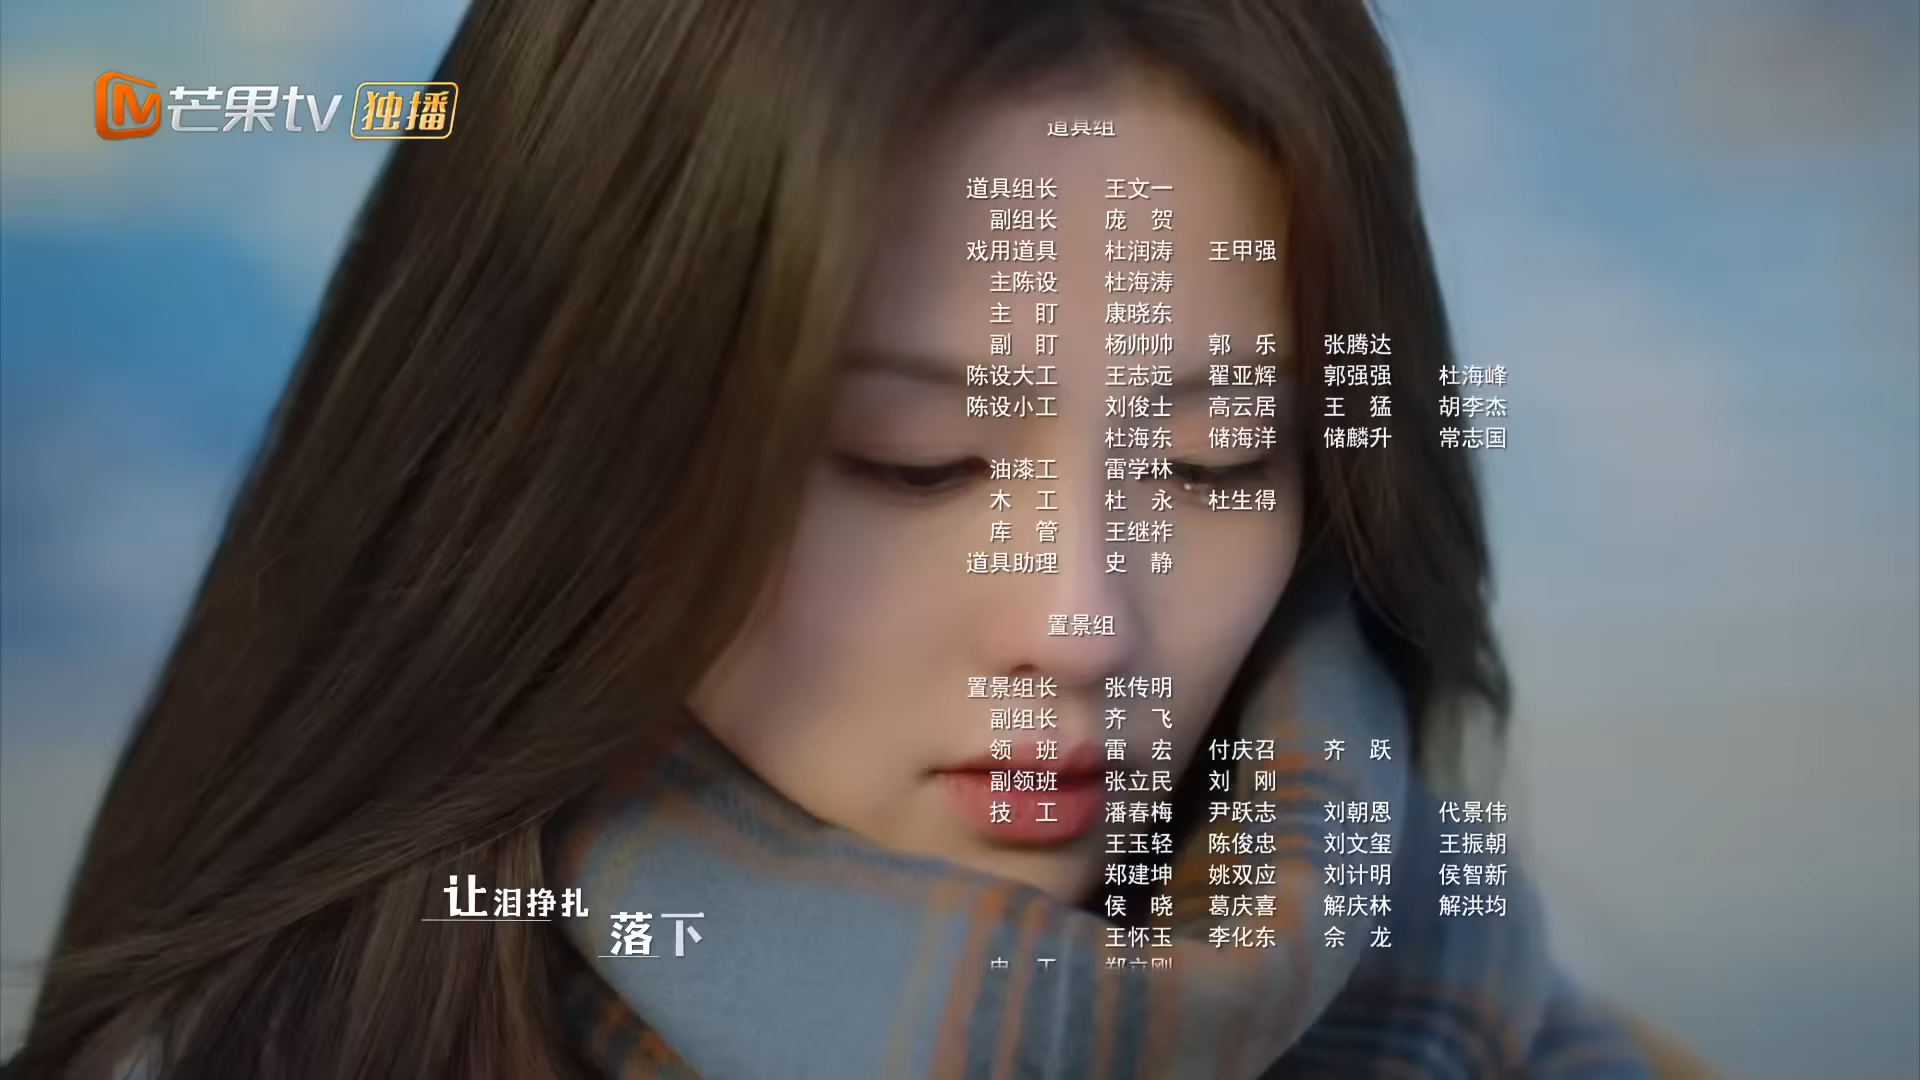 芒果tv 独播
道具组
道具组长 王文一
副组长 庞 贺
戏用道具 杜润涛 王甲强
主陈设 杜海涛
主 盯 康晓东
副 盯 杨帅帅 郭 乐 张腾达
陈设大工 王志远 翟亚辉 郭强强 杜海峰
陈设小工 刘俊士 高云居 王 猛 胡李杰
杜海东 储海洋 储麟升 常志国
油漆工 雷学林
木 工 杜 永 杜生得
库 管 王继祚
道具助理 史 静
置景组
置景组长 张传明
副组长 齐 飞
领 班 雷 宏 付庆召 齐 跃
副领班 张立民 刘 刚
技 工 潘春梅 尹跃志 刘朝恩 代景伟
王玉轻 陈俊忠 刘文玺 王振朝
郑建坤 姚双应 刘计明 侯智新
侯 晓 葛庆喜 解庆林 解洪均
王怀玉 李化东 佘 龙
让泪挣扎
落下